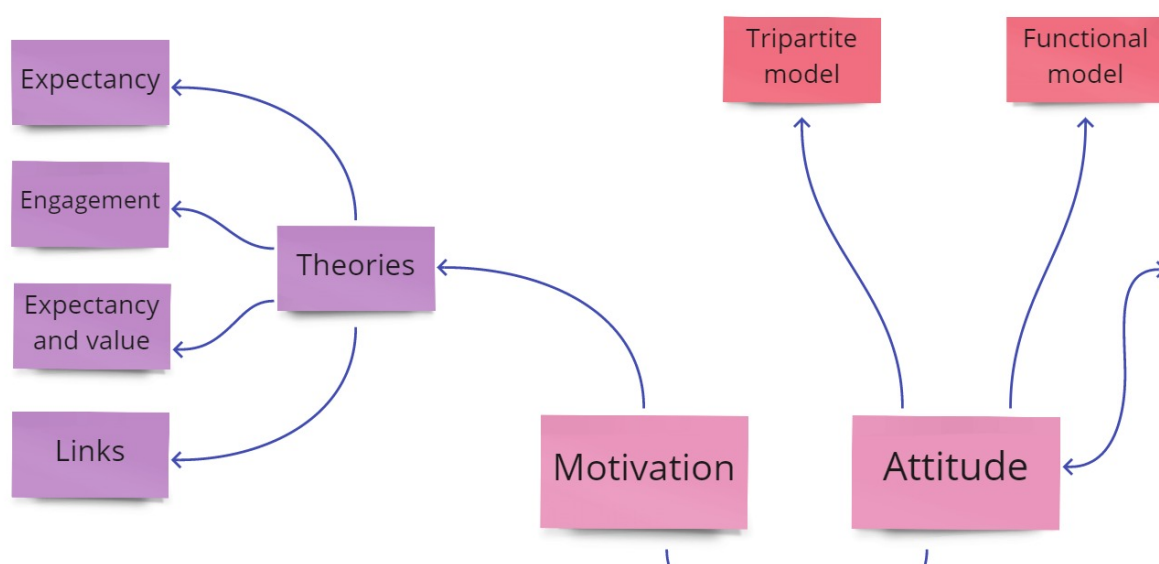 Expectancy
Engagement
Expectancy
and value
Links
Theories
Motivation
Tripartite
model
Functional
model
Attitude